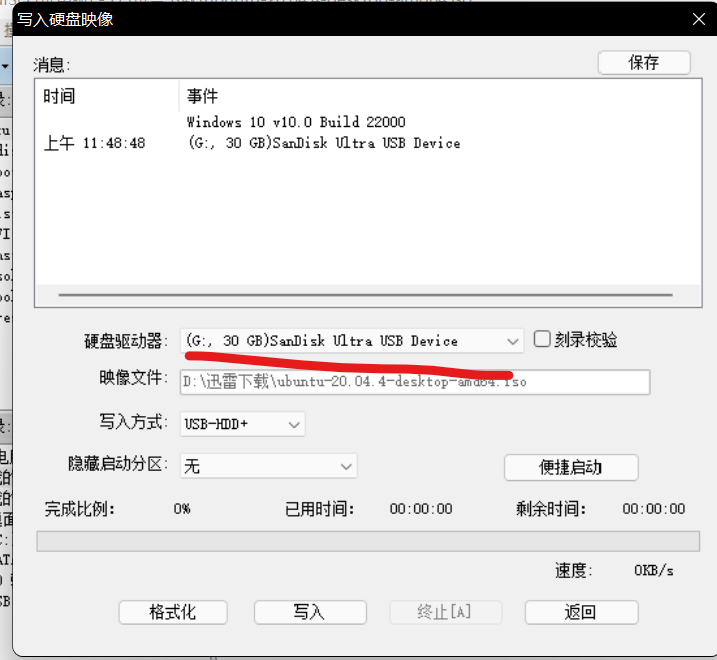 写入硬盘映像
消息:
保存
时间 事件
Windows 10 v10.0 Build 22000
上午 11:48:48 (G:, 30 GB)SanDisk Ultra USB Device
硬盘驱动器: (G:, 30 GB)SanDisk Ultra USB Device 刻录校验
映像文件: D:\迅雷下载\ubuntu-20.04.4-desktop-amd64.iso
写入方式: USB-HDD+
隐藏启动分区: 无 便捷启动
完成比例: 0% 已用时间: 00:00:00 剩余时间: 00:00:00
速度: 0KB/s
格式化 写入 终止[A] 返回